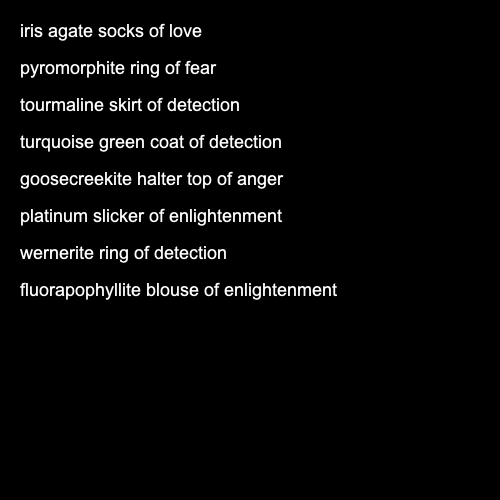 iris agate socks of love
pyromorphite ring of fear
tourmaline skirt of detection
turquoise green coat of detection
goosecreekite halter top of anger
platinum slicker of enlightenment
wernerite ring of detection
fluorapophyllite blouse of enlightenment